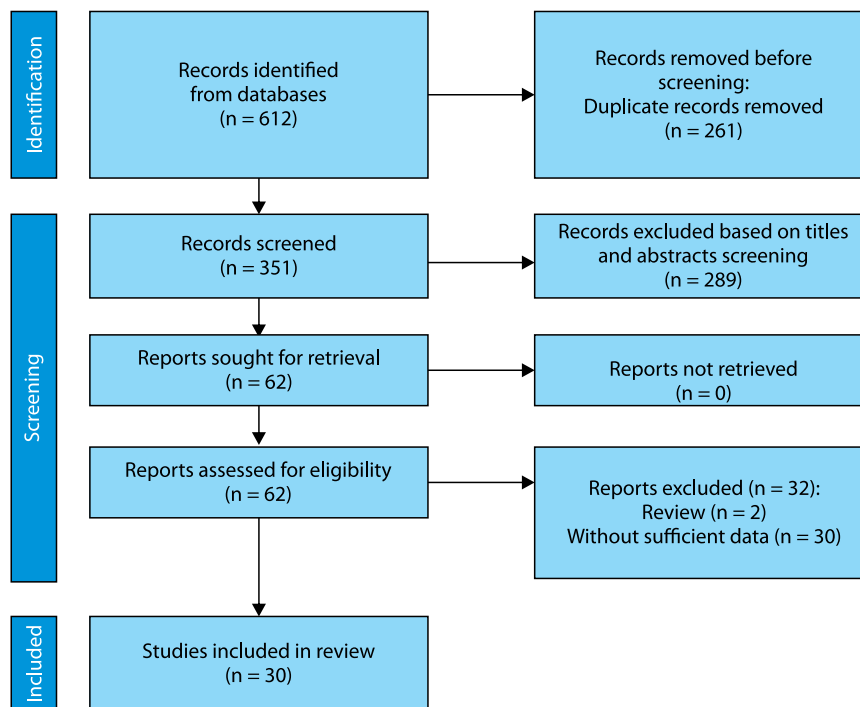 Identification
Records identified
from databases
(n = 612)
Records removed before
screening:
Duplicate records removed
(n = 261)
Screening
Records screened
(n = 351)
Records excluded based on titles
and abstracts screening
(n = 289)
Reports sought for retrieval
(n = 62)
Reports not retrieved
(n = 0)
Reports assessed for eligibility
(n = 62)
Reports excluded (n = 32):
Review (n = 2)
Without sufficient data (n = 30)
Included
Studies included in review
(n = 30)